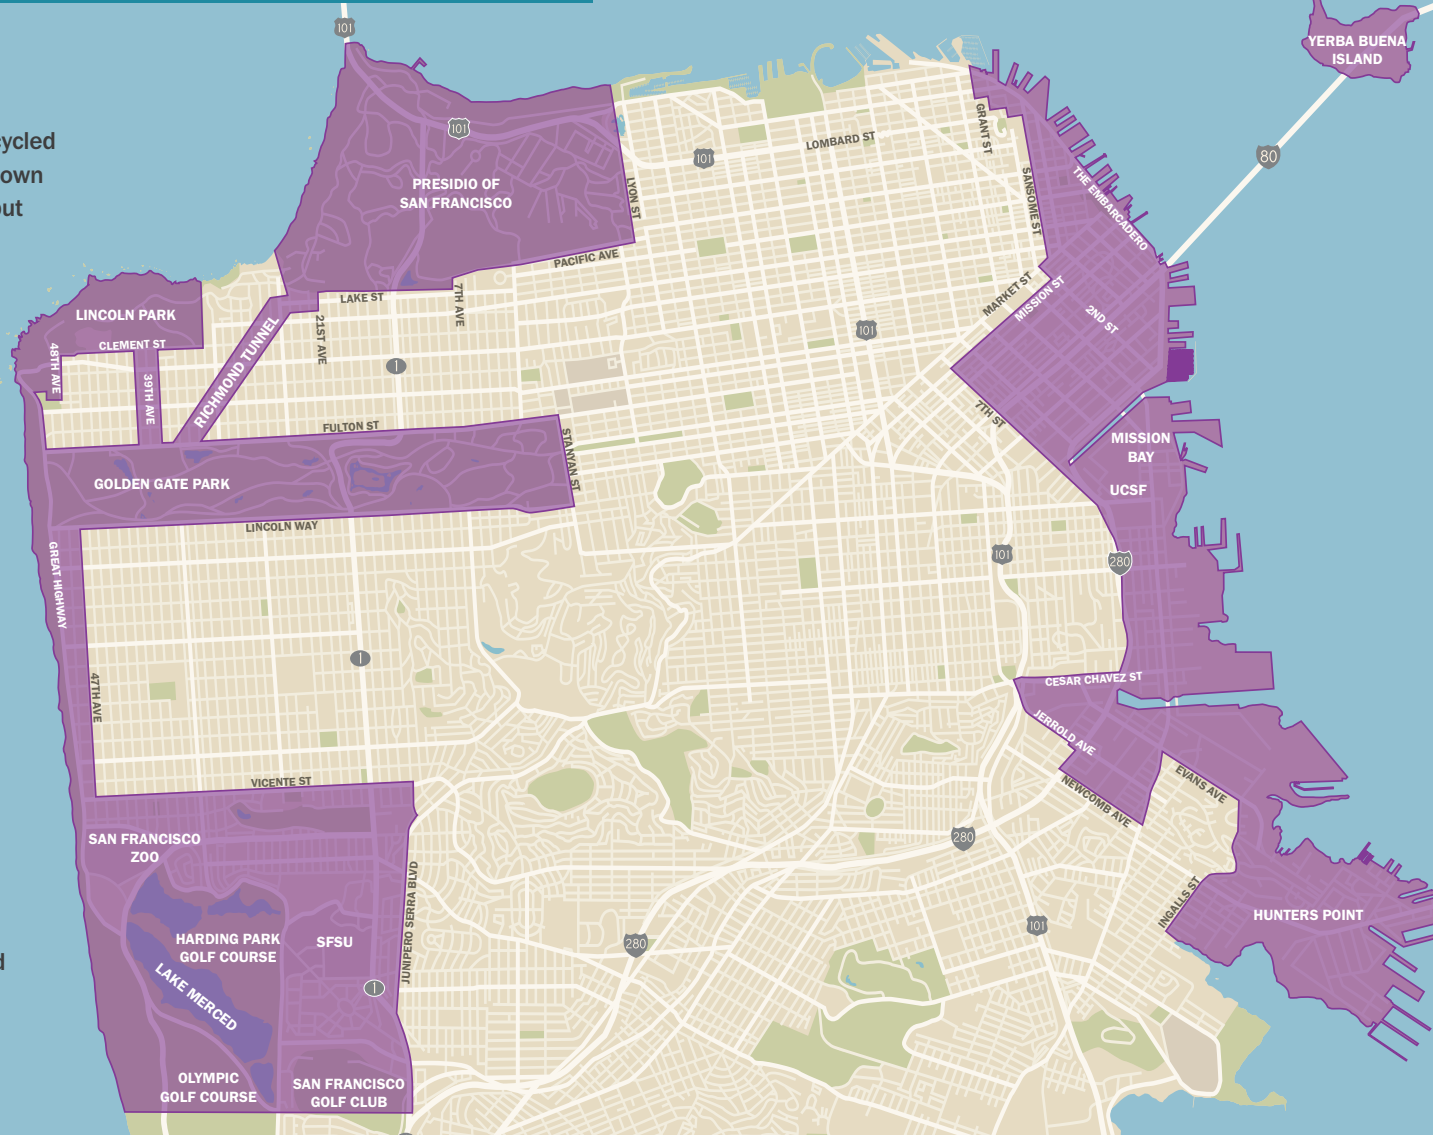 101
YERBA BUENA
ISLAND
101
LOMBARD ST
GRANT ST
101
80
own
PRESIDIO OF
SAN FRANCISCO
LYON ST
SANSOME ST
THE EMBARCADERO
PACIFIC AVE
LAKE ST
7TH AVE
MARKET ST
MISSION ST
2ND ST
LINCOLN PARK
CLEMENT ST
48TH AVE
39TH AVE
RICHMOND TUNNEL
21ST AVE
1
101
FULTON ST
STANYAN ST
7TH ST
MISSION
BAY
UCSF
GOLDEN GATE PARK
LINCOLN WAY
GREAT HIGHWAY
101
280
1
47TH AVE
CESAR CHAVEZ ST
JERROLD AVE
VICENTE ST
NEWCOMB AVE
EVANS AVE
SAN FRANCISCO
ZOO
280
JUNIPERO SERRA BLVD
INGALLS ST
HUNTERS POINT
HARDING PARK
GOLF COURSE
SFSU
280
101
LAKE MERCED
1
OLYMPIC
GOLF COURSE
SAN FRANCISCO
GOLF CLUB